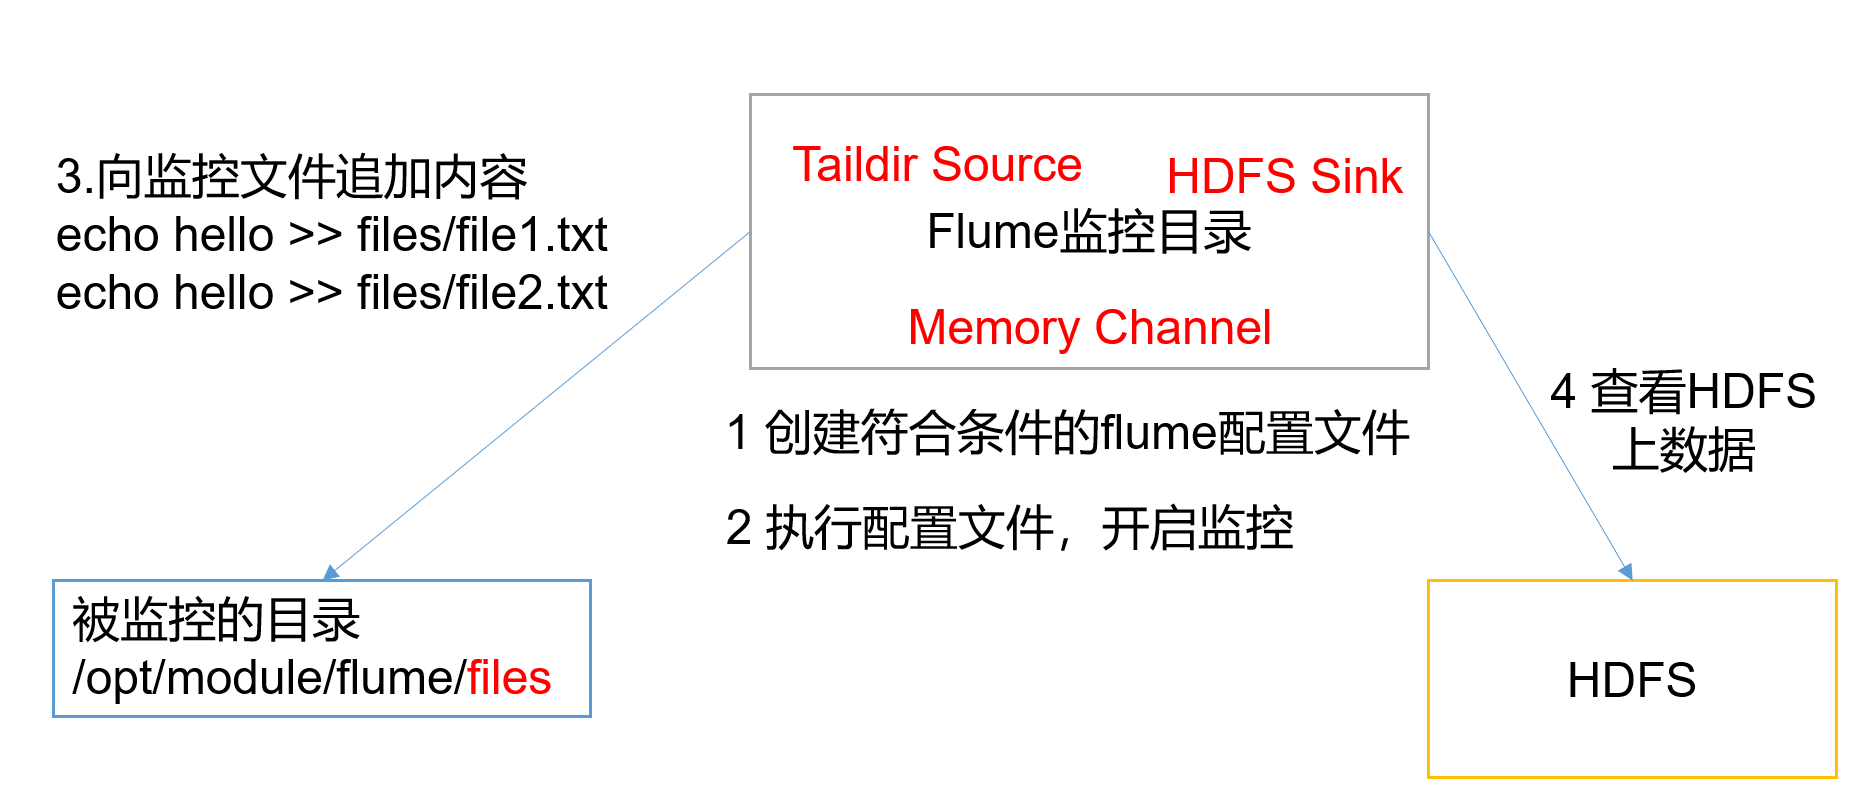 3.向监控文件追加内容
echo hello >> files/file1.txt
echo hello >> files/file2.txt
Taildir Source
HDFS Sink
Flume监控目录
Memory Channel
1 创建符合条件的flume配置文件
2 执行配置文件，开启监控
4 查看HDFS
上数据
被监控的目录
/opt/module/flume/files
HDFS